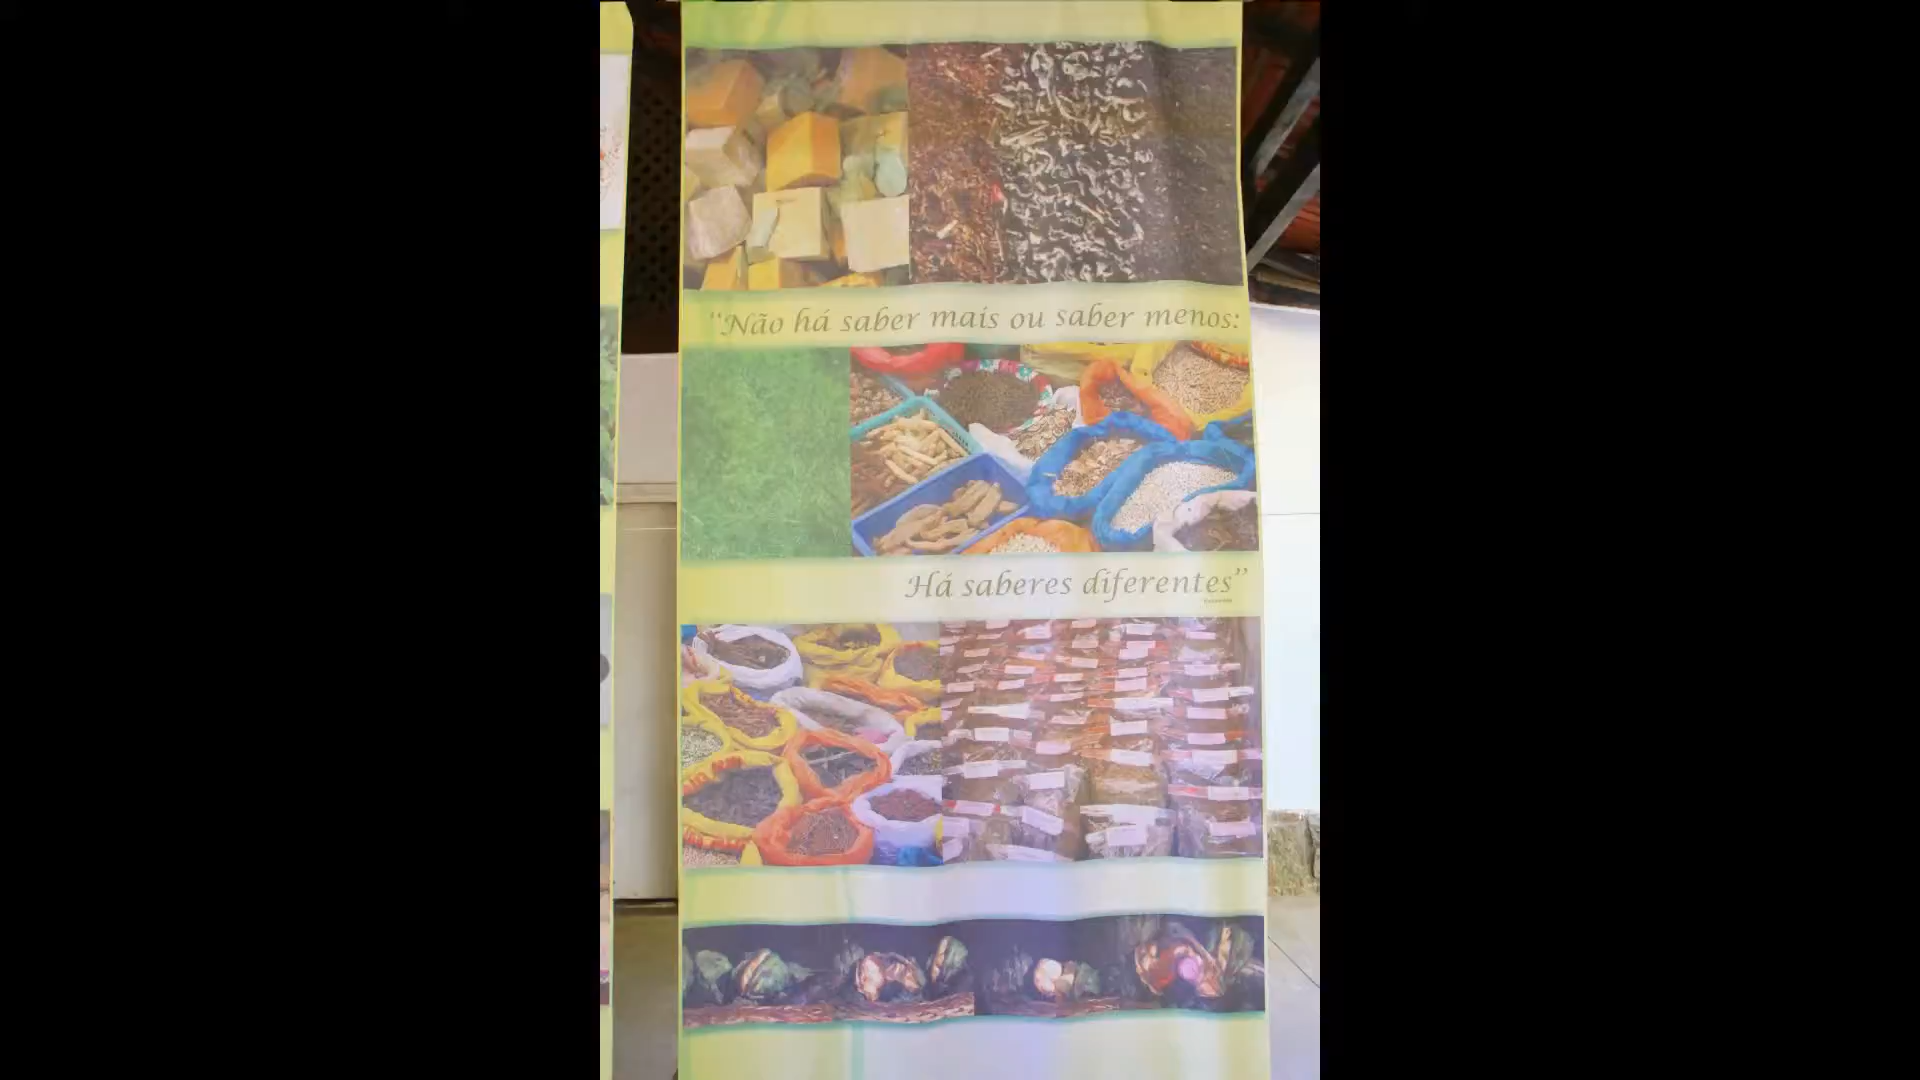 “Não há saber mais ou saber menos:
Há saberes diferentes”